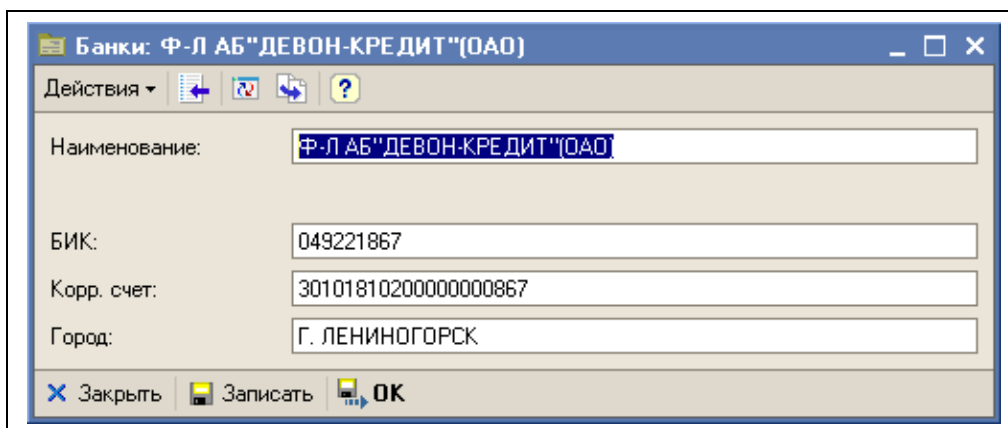 Банки: Ф-Л АБ"ДЕВОН-КРЕДИТ"(ОАО)
Действия
Наименование: Ф-Л АБ"ДЕВОН-КРЕДИТ"(ОАО)
БИК: 049221867
Корр. счет: 30101810200000000867
Город: Г. ЛЕНИНОГОРСК
Закрыть Записать OK